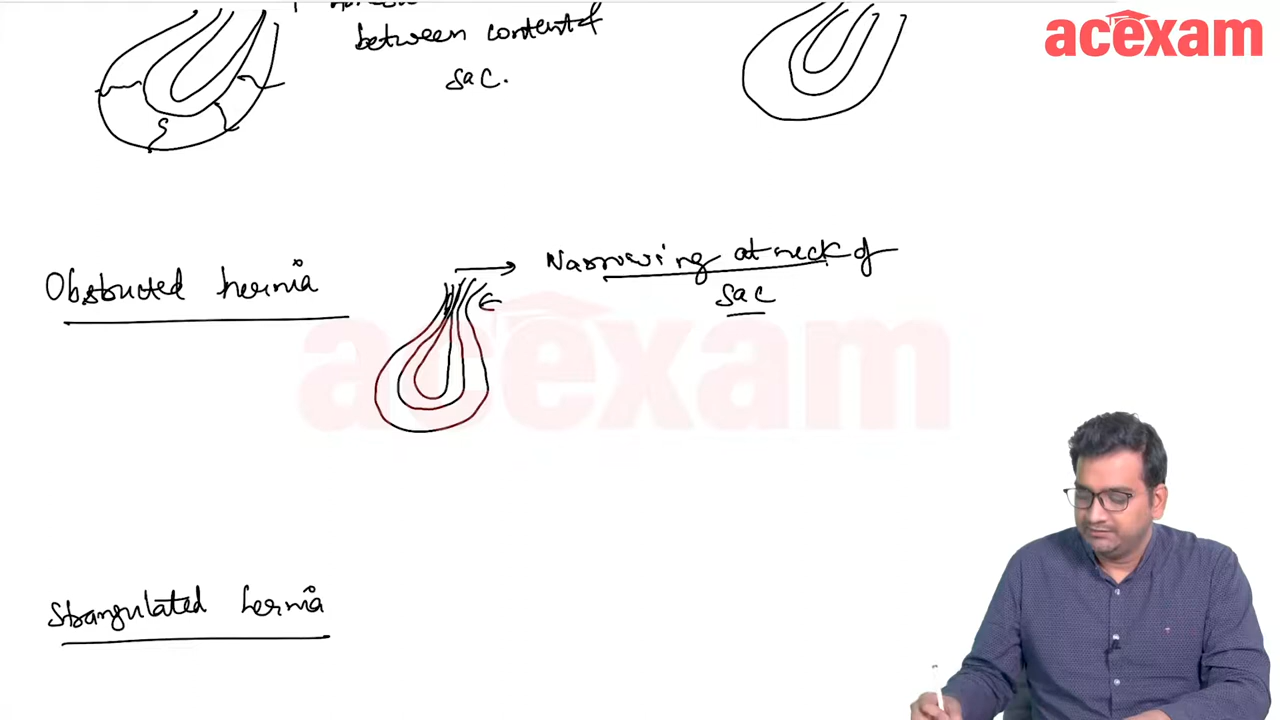 acexam
between content of
sac.
Obstructed hernia
Narrowing at neck of
sac
acexam
Strangulated hernia